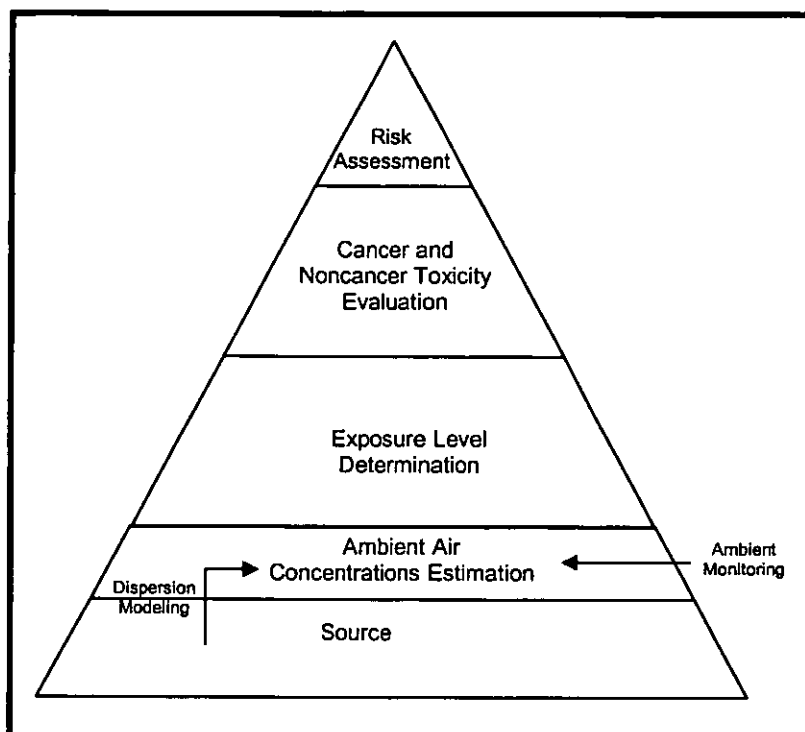 Risk
Assessment
Cancer and
Noncancer Toxicity
Evaluation
Exposure Level
Determination
Ambient Air
Concentrations Estimation
Ambient
Monitoring
Dispersion
Modeling
Source